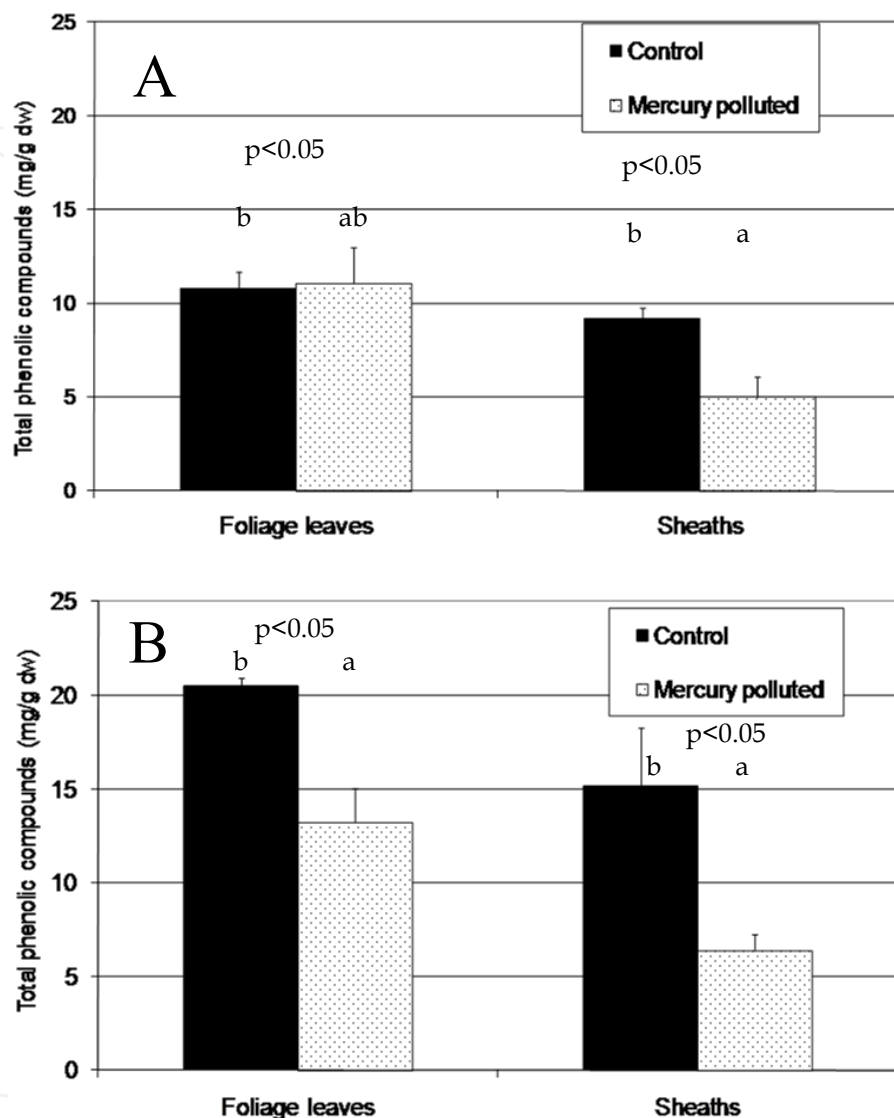 25
A
Control
Mercury polluted
20
p<0.05
p<0.05
15
b
ab
b
a
10
5
0
Total phenolic compounds (mg/g dw)
Foliage leaves
Sheaths
25
B
p<0.05
b
a
Control
Mercury polluted
20
p<0.05
b
a
15
10
5
0
Total phenolic compounds (mg/g dw)
Foliage leaves
Sheaths